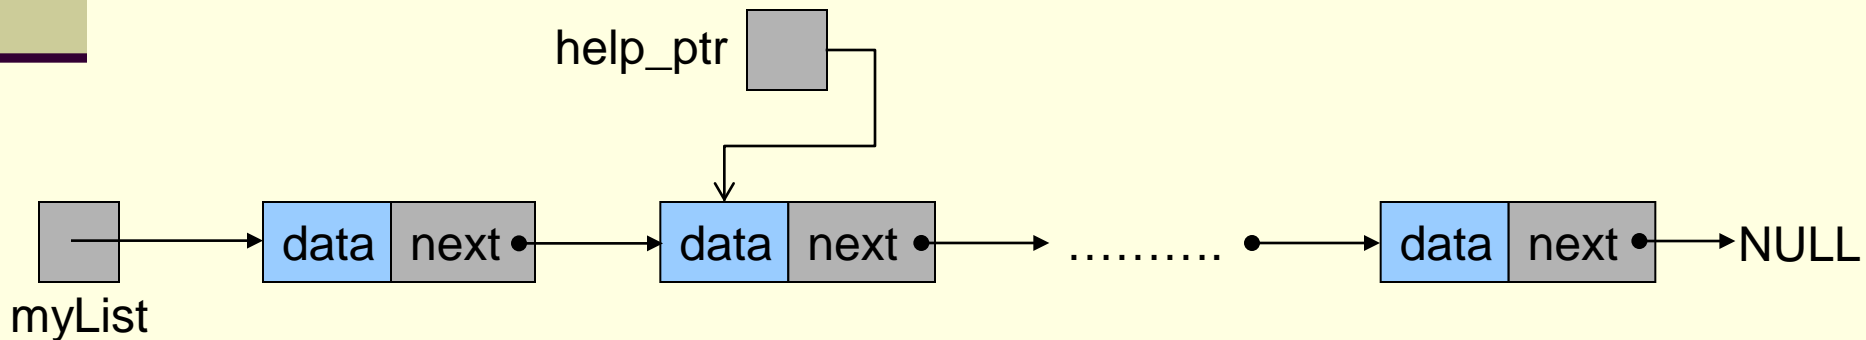 help_ptr
data next data next .......... data next NULL
myList